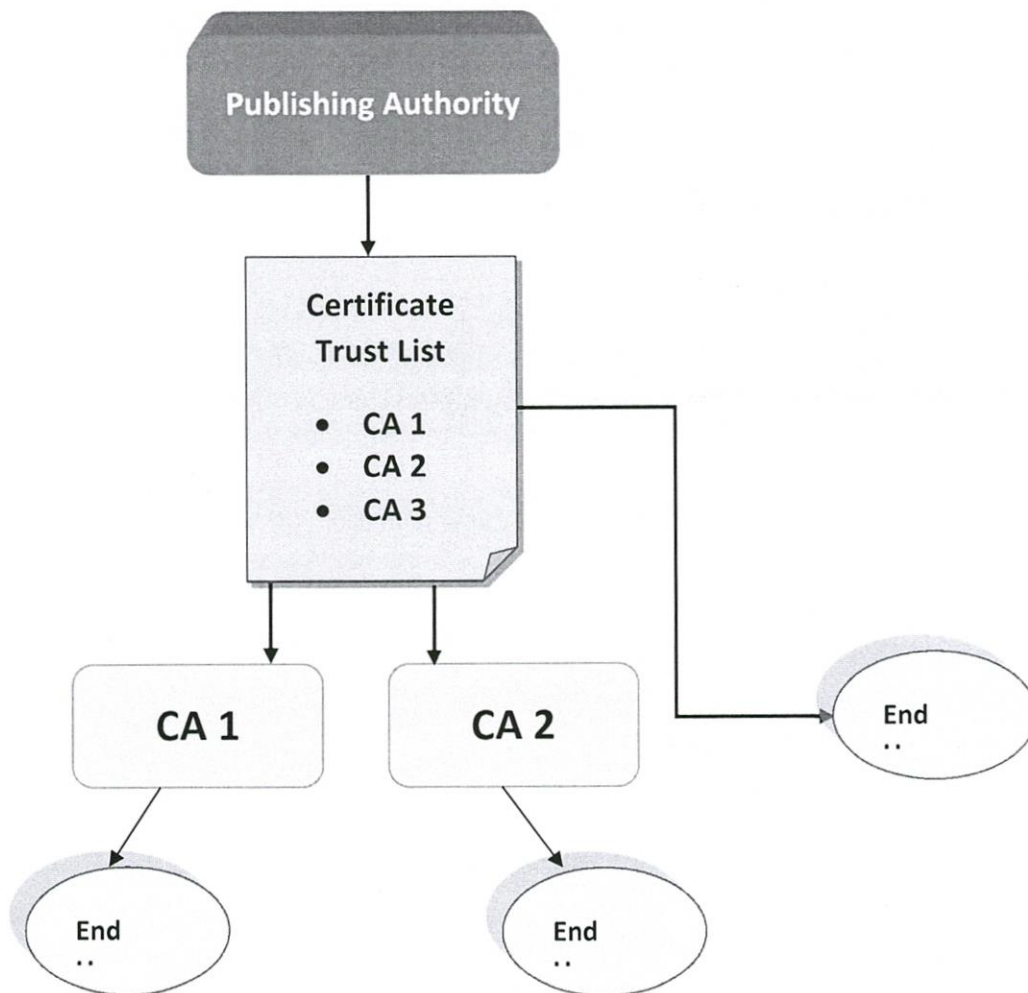 Publishing Authority
Certificate
Trust List
• CA 1
• CA 2
• CA 3
CA 1
CA 2
End
End
End